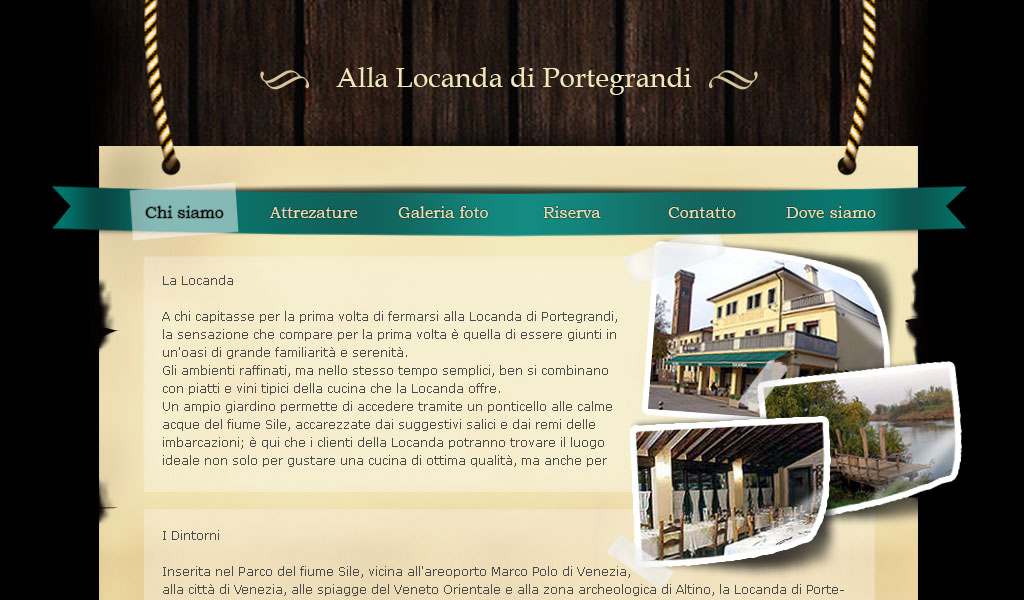 Alla Locanda di Portegrandi
Chi siamo Attrezature Galeria foto Riserva Contatto Dove siamo
La Locanda
A chi capitasse per la prima volta di fermarsi alla Locanda di Portegrandi,
la sensazione che compare per la prima volta è quella di essere giunti in
un'oasi di grande familiarità e serenità.
Gli ambienti raffinati, ma nello stesso tempo semplici, ben si combinano
con piatti e vini tipici della cucina che la Locanda offre.
Un ampio giardino permette di accedere tramite un ponticello alle calme
acque del fiume Sile, accarezzate dai suggestivi salici e dai remi delle
imbarcazioni; è qui che i clienti della Locanda potranno trovare il luogo
ideale non solo per gustare una cucina di ottima qualità, ma anche per
I Dintorni
Inserita nel Parco del fiume Sile, vicina all'areoporto Marco Polo di Venezia,
alla città di Venezia, alle spiagge del Veneto Orientale e alla zona archeologica di Altino, la Locanda di Porte-